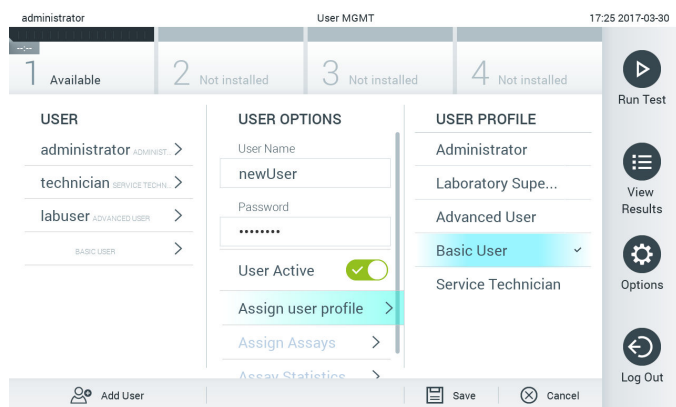 administrator User MGMT 17:25 2017-03-30
--:--
1 Available 2 Not installed 3 Not installed 4 Not installed
Run Test
USER
administrator ADMINIST...
technician SERVICE TECHN...
labuser ADVANCED USER
BASIC USER
USER OPTIONS
User Name
newUser
Password
••••••••
User Active
Assign user profile
Assign Assays
Assay Statistics
USER PROFILE
Administrator
Laboratory Supe...
Advanced User
Basic User
Service Technician
View
Results
Options
Log Out
Add User Save Cancel